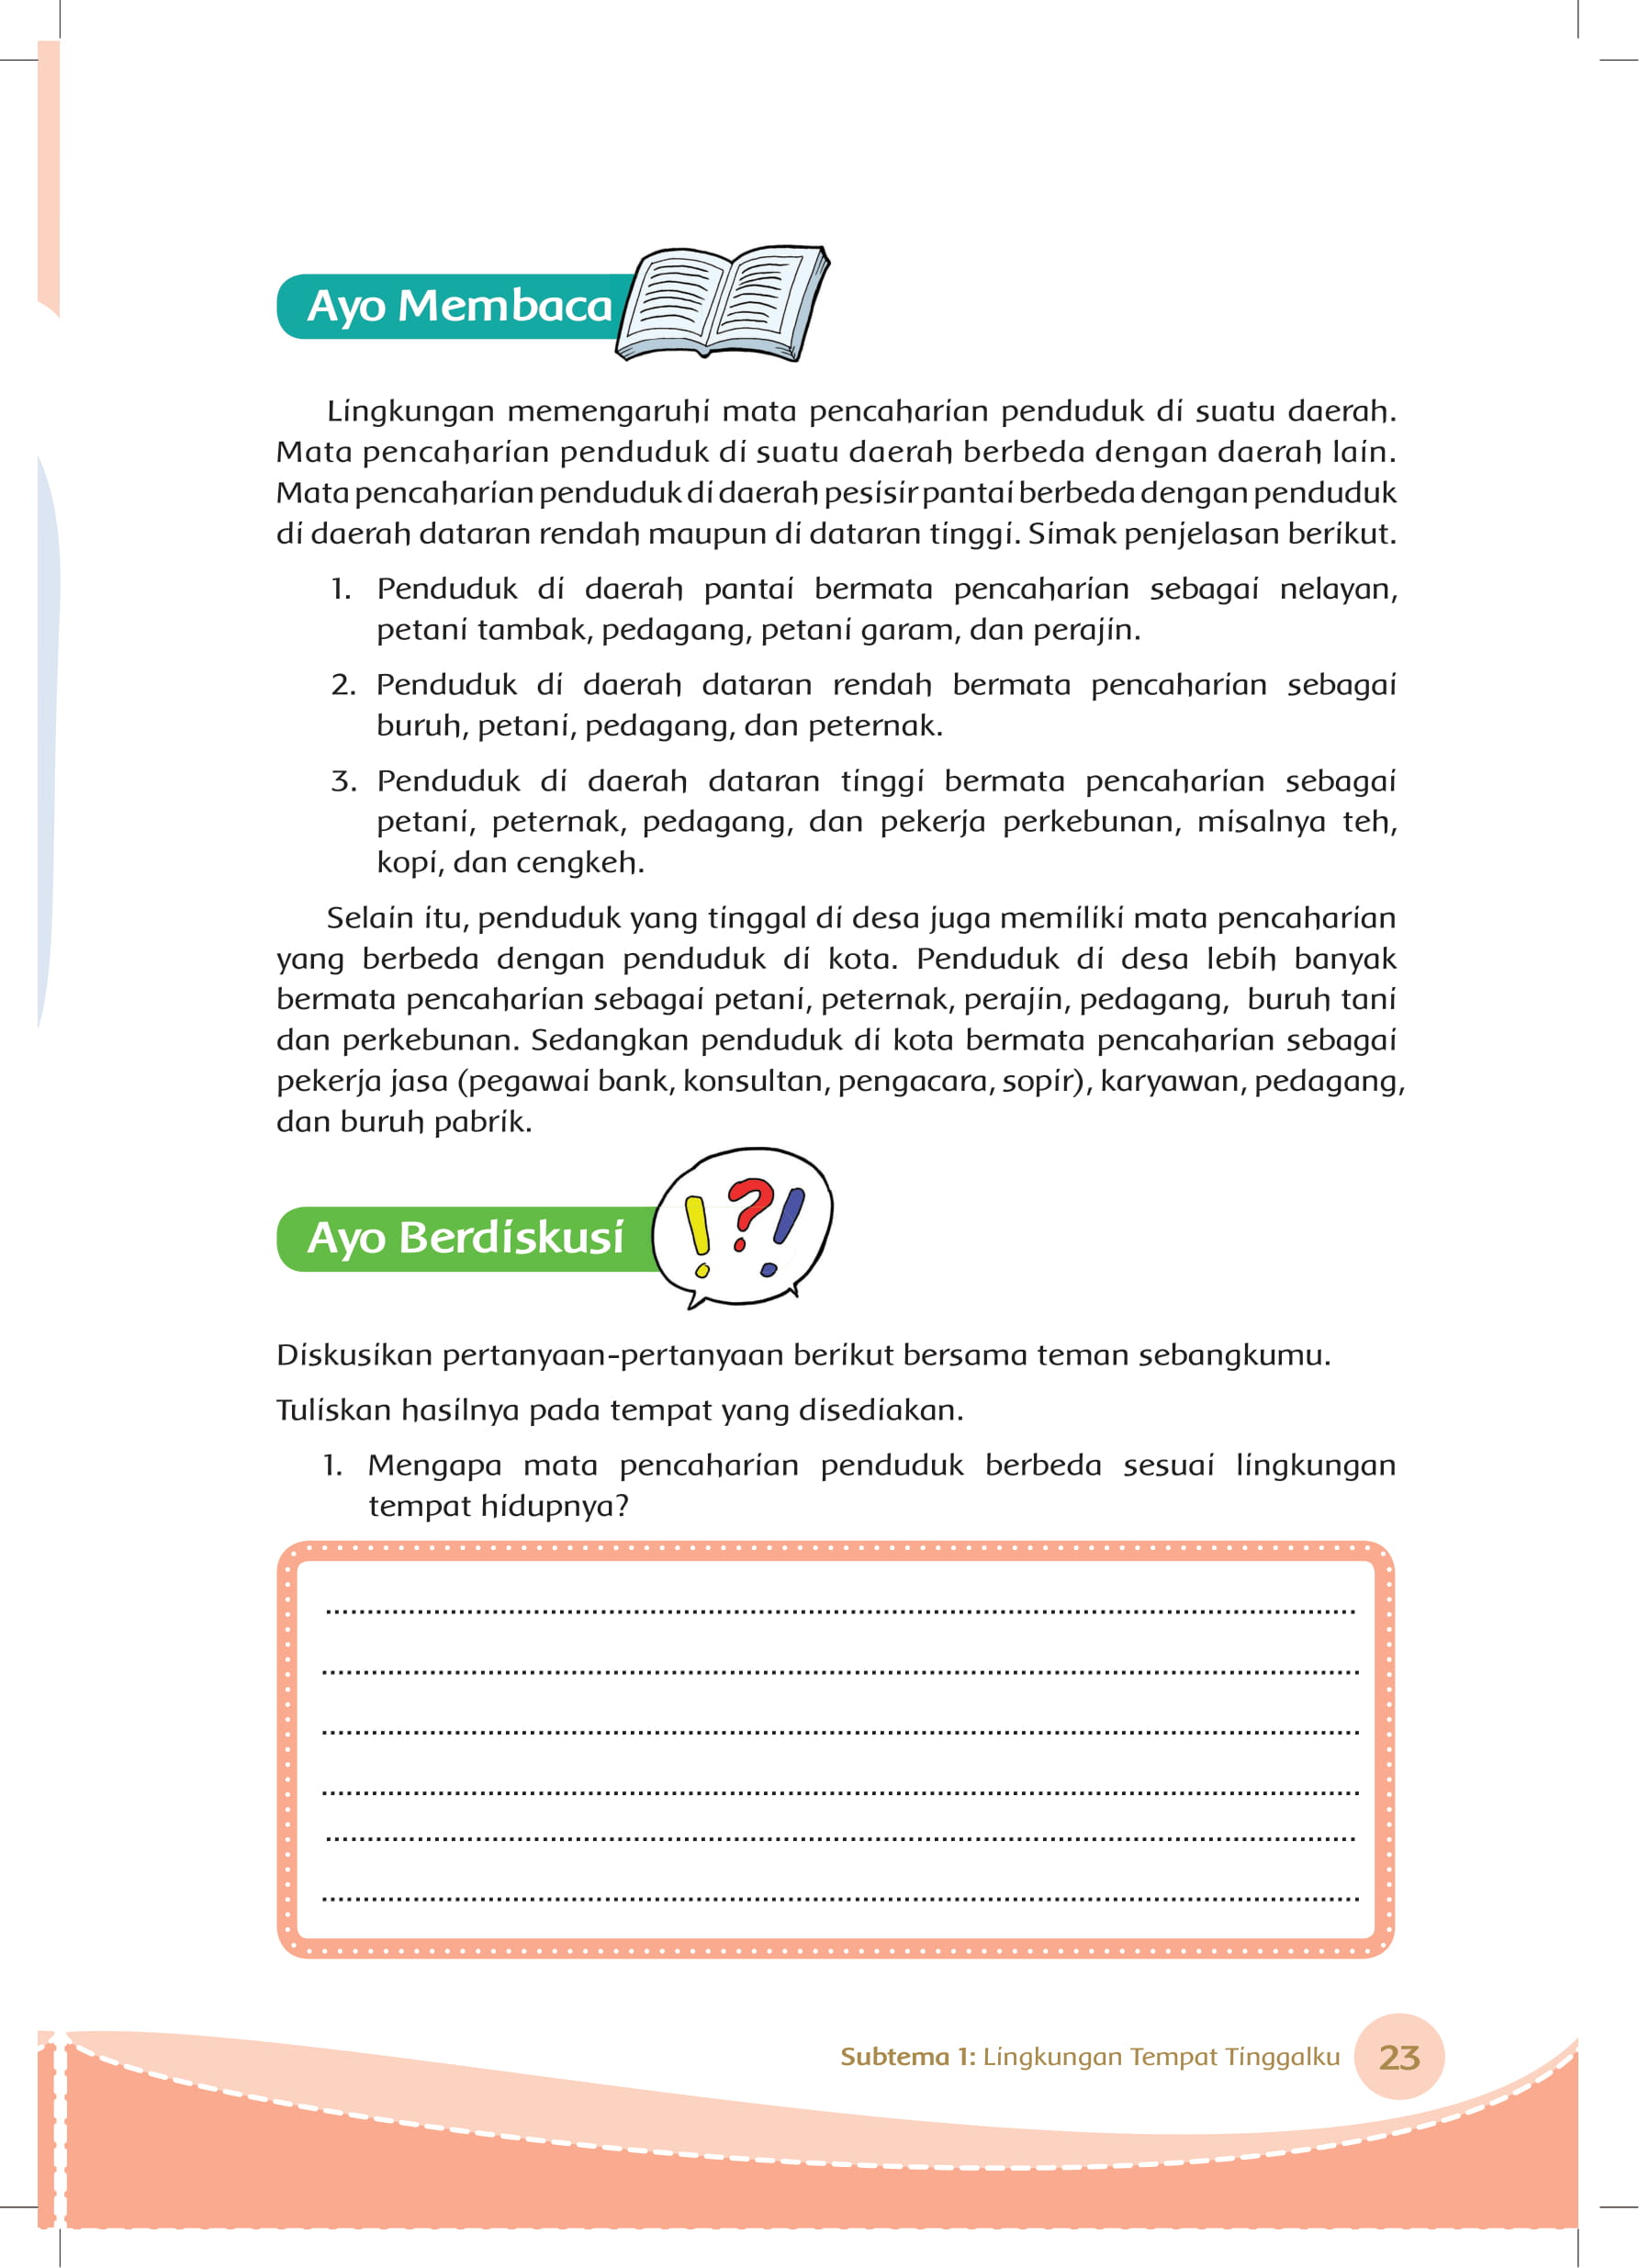 Ayo Membaca
Lingkungan memengaruhi mata pencaharian penduduk di suatu daerah.
Mata pencaharian penduduk di suatu daerah berbeda dengan daerah lain.
Mata pencaharian penduduk di daerah pesisir pantai berbeda dengan penduduk
di daerah dataran rendah maupun di dataran tinggi. Simak penjelasan berikut.
1. Penduduk di daerah pantai bermata pencaharian sebagai nelayan,
petani tambak, pedagang, petani garam, dan perajin.
2. Penduduk di daerah dataran rendah bermata pencaharian sebagai
buruh, petani, pedagang, dan peternak.
3. Penduduk di daerah dataran tinggi bermata pencaharian sebagai
petani, peternak, pedagang, dan pekerja perkebunan, misalnya teh,
kopi, dan cengkeh.
Selain itu, penduduk yang tinggal di desa juga memiliki mata pencaharian
yang berbeda dengan penduduk di kota. Penduduk di desa lebih banyak
bermata pencaharian sebagai petani, peternak, perajin, pedagang, buruh tani
dan perkebunan. Sedangkan penduduk di kota bermata pencaharian sebagai
pekerja jasa (pegawai bank, konsultan, pengacara, sopir), karyawan, pedagang,
dan buruh pabrik.
Ayo Berdiskusi
!?!
Diskusikan pertanyaan-pertanyaan berikut bersama teman sebangkumu.
Tuliskan hasilnya pada tempat yang disediakan.
1. Mengapa mata pencaharian penduduk berbeda sesuai lingkungan
tempat hidupnya?
Subtema 1: Lingkungan Tempat Tinggalku 23